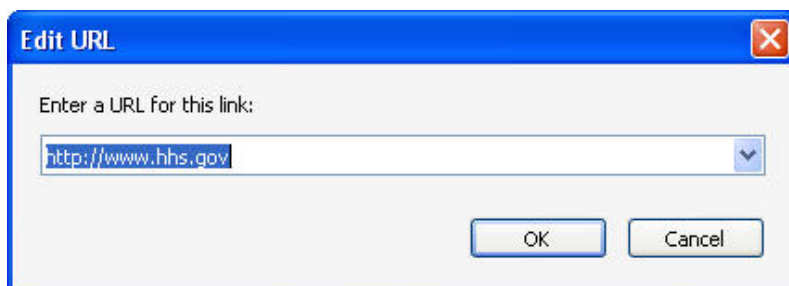 Edit URL
Enter a URL for this link:
http://www.hhs.gov
OK
Cancel